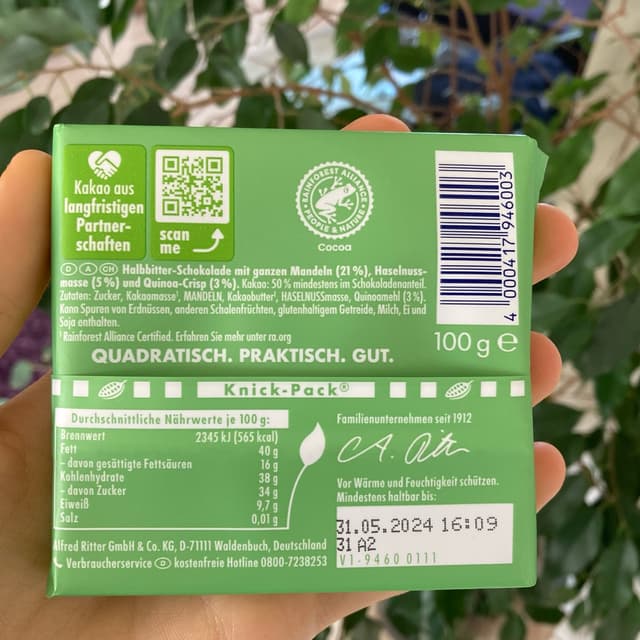 Kakao aus
langfristigen
Partner-
schaften
scan
me
RAINFOREST ALLIANCE
PEOPLE & NATURE
Cocoa
4 000417 946003
100 g e
D A CH Halbbitter-Schokolade mit ganzen Mandeln (21 %), Haselnuss-
masse (5 %) und Quinoa-Crisp (3 %). Kakao: 50 % mindestens im Schokoladenanteil.
Zutaten: Zucker, Kakaomasse¹, MANDELN, Kakaobutter¹, HASELNUSSmasse, Quinoamehl (3 %).
Kann Spuren von Erdnüssen, anderen Schalenfrüchten, glutenhaltigem Getreide, Milch, Ei und
Soja enthalten.
¹ Rainforest Alliance Certified. Erfahren Sie mehr unter ra.org
QUADRATISCH. PRAKTISCH. GUT.
Knick-Pack®
Durchschnittliche Nährwerte je 100 g:
Brennwert 2345 kJ (565 kcal)
Fett 40 g
- davon gesättigte Fettsäuren 16 g
Kohlenhydrate 38 g
- davon Zucker 34 g
Eiweiß 9,7 g
Salz 0,01 g
Familienunternehmen seit 1912
Vor Wärme und Feuchtigkeit schützen.
Mindestens haltbar bis:
31.05.2024 16:09
31 A2
V1-9460 0111
Alfred Ritter GmbH & Co. KG, D-71111 Waldenbuch, Deutschland
Verbraucherservice D kostenfreie Hotline 0800-7238253